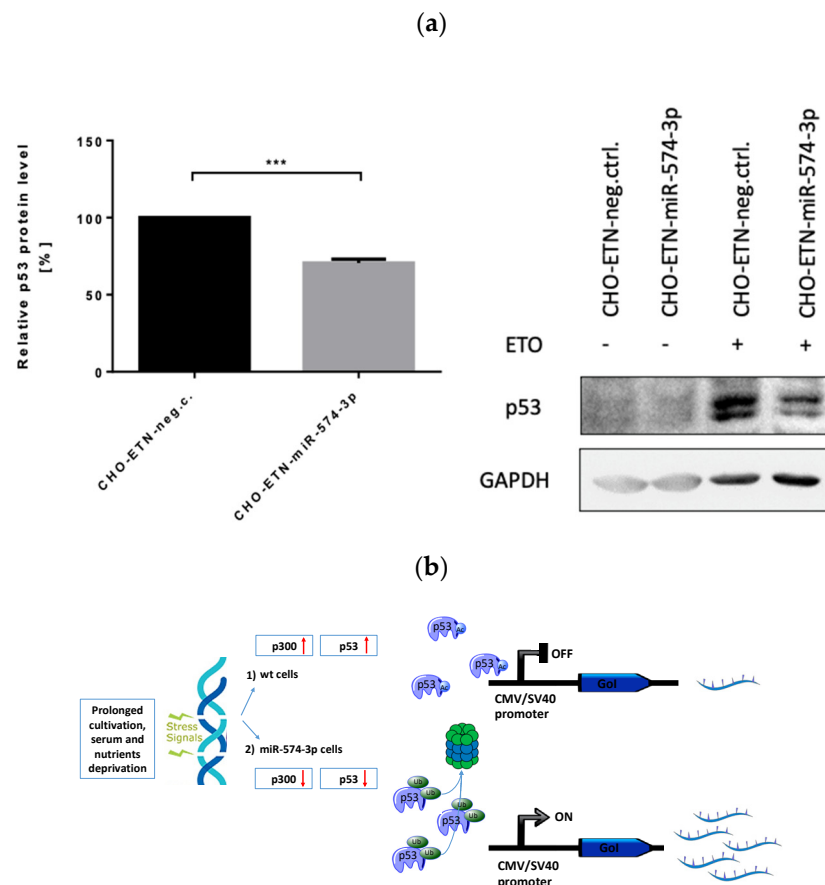 (a)
Relative p53 protein level
[%]
150
100
50
0
***
CHO-ETN-neg.c.
CHO-ETN-miR-574-3p
CHO-ETN-neg.ctrl.
CHO-ETN-miR-574-3p
CHO-ETN-neg.ctrl.
CHO-ETN-miR-574-3p
ETO - - + +
p53
GAPDH
(b)
Prolonged
cultivation,
serum and
nutrients
deprivation
Stress
Signals
p300 p53
1) wt cells
2) miR-574-3p cells
p300 p53
p53 Ac
p53 Ac
p53 Ac
OFF
GoI
CMV/SV40
promoter
Ub
Ub
p53
Ub
Ub
p53
Ub
Ub
p53
ON
GoI
CMV/SV40
promoter